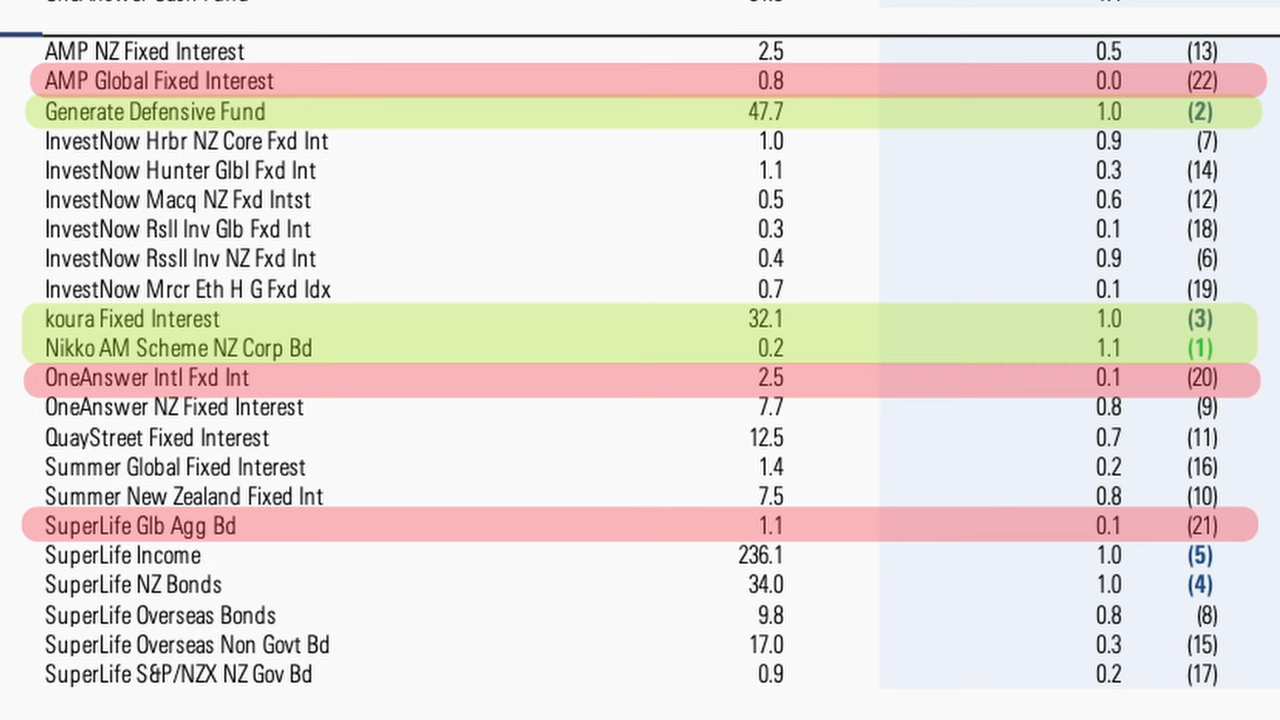 AMP NZ Fixed Interest 2.5 0.5 (13)
AMP Global Fixed Interest 0.8 0.0 (22)
Generate Defensive Fund 47.7 1.0 (2)
InvestNow Hrbr NZ Core Fxd Int 1.0 0.9 (7)
InvestNow Hunter Glbl Fxd Int 1.1 0.3 (14)
InvestNow Macq NZ Fxd Intst 0.5 0.6 (12)
InvestNow Rsll Inv Glb Fxd Int 0.3 0.1 (18)
InvestNow Rssll Inv NZ Fxd Int 0.4 0.9 (6)
InvestNow Mrcr Eth H G Fxd Idx 0.7 0.1 (19)
koura Fixed Interest 32.1 1.0 (3)
Nikko AM Scheme NZ Corp Bd 0.2 1.1 (1)
OneAnswer Intl Fxd Int 2.5 0.1 (20)
OneAnswer NZ Fixed Interest 7.7 0.8 (9)
QuayStreet Fixed Interest 12.5 0.7 (11)
Summer Global Fixed Interest 1.4 0.2 (16)
Summer New Zealand Fixed Int 7.5 0.8 (10)
SuperLife Glb Agg Bd 1.1 0.1 (21)
SuperLife Income 236.1 1.0 (5)
SuperLife NZ Bonds 34.0 1.0 (4)
SuperLife Overseas Bonds 9.8 0.8 (8)
SuperLife Overseas Non Govt Bd 17.0 0.3 (15)
SuperLife S&P/NZX NZ Gov Bd 0.9 0.2 (17)